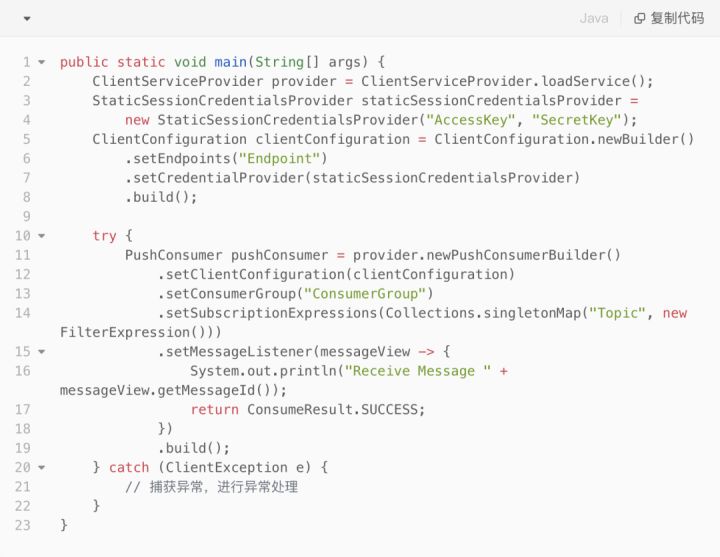 Java 复制代码
1 public static void main(String[] args) {
2     ClientServiceProvider provider = ClientServiceProvider.loadService();
3     StaticSessionCredentialsProvider staticSessionCredentialsProvider =
4         new StaticSessionCredentialsProvider("AccessKey", "SecretKey");
5     ClientConfiguration clientConfiguration = ClientConfiguration.newBuilder()
6         .setEndpoints("Endpoint")
7         .setCredentialProvider(staticSessionCredentialsProvider)
8         .build();
9
10     try {
11         PushConsumer pushConsumer = provider.newPushConsumerBuilder()
12             .setClientConfiguration(clientConfiguration)
13             .setConsumerGroup("ConsumerGroup")
14             .setSubscriptionExpressions(Collections.singletonMap("Topic", new
FilterExpression()))
15             .setMessageListener(messageView -> {
16                 System.out.println("Receive Message " +
messageView.getMessageId());
17                 return ConsumeResult.SUCCESS;
18             })
19             .build();
20     } catch (ClientException e) {
21         // 捕获异常，进行异常处理
22     }
23 }